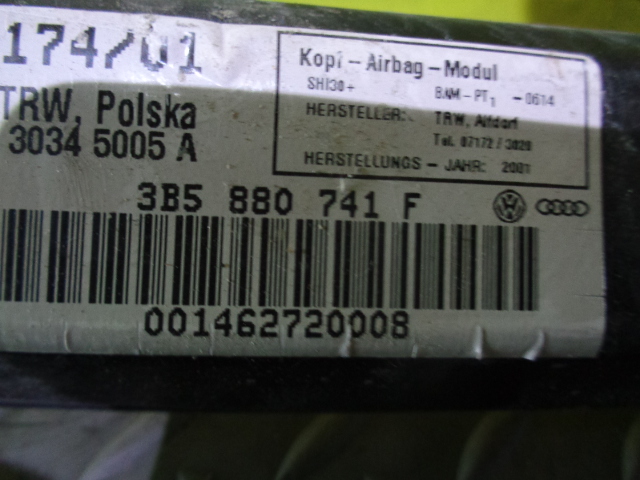 174/01
TRW, Polska
3034 5005 A
Kopf - Airbag - Modul
SHI30+ BAM - PT1 - 0614
HERSTELLER: TRW, Alfdorf
Tel. 07172 / 3020
HERSTELLUNGS - JAHR: 2001
3B5 880 741 F
001462720008